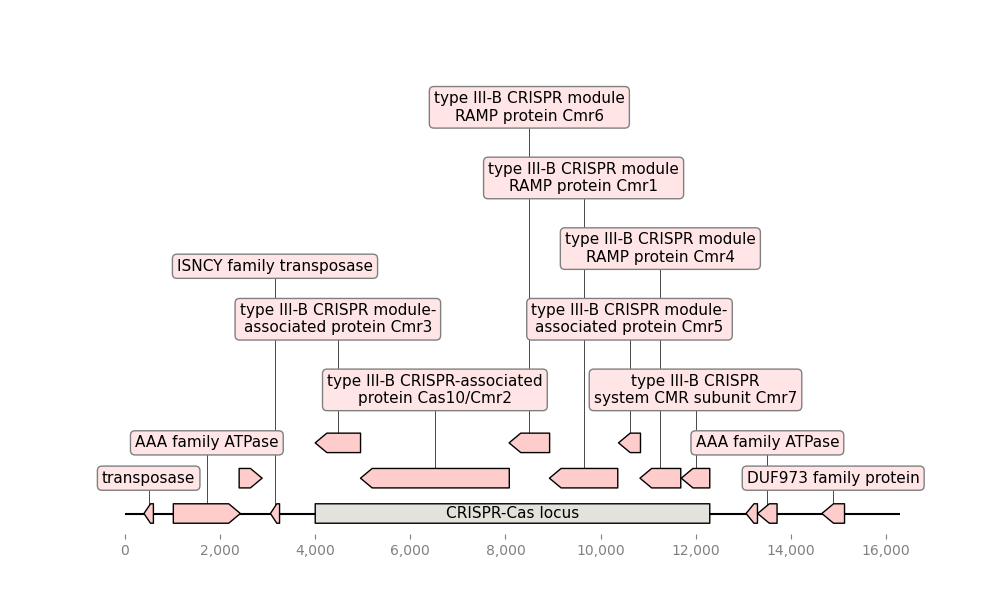 type III-B CRISPR module
RAMP protein Cmr6
type III-B CRISPR module
RAMP protein Cmr1
type III-B CRISPR module
RAMP protein Cmr4
ISNCY family transposase
type III-B CRISPR module-
associated protein Cmr3
type III-B CRISPR module-
associated protein Cmr5
type III-B CRISPR-associated
protein Cas10/Cmr2
type III-B CRISPR
system CMR subunit Cmr7
AAA family ATPase
AAA family ATPase
transposase
DUF973 family protein
CRISPR-Cas locus
0
2,000
4,000
6,000
8,000
10,000
12,000
14,000
16,000